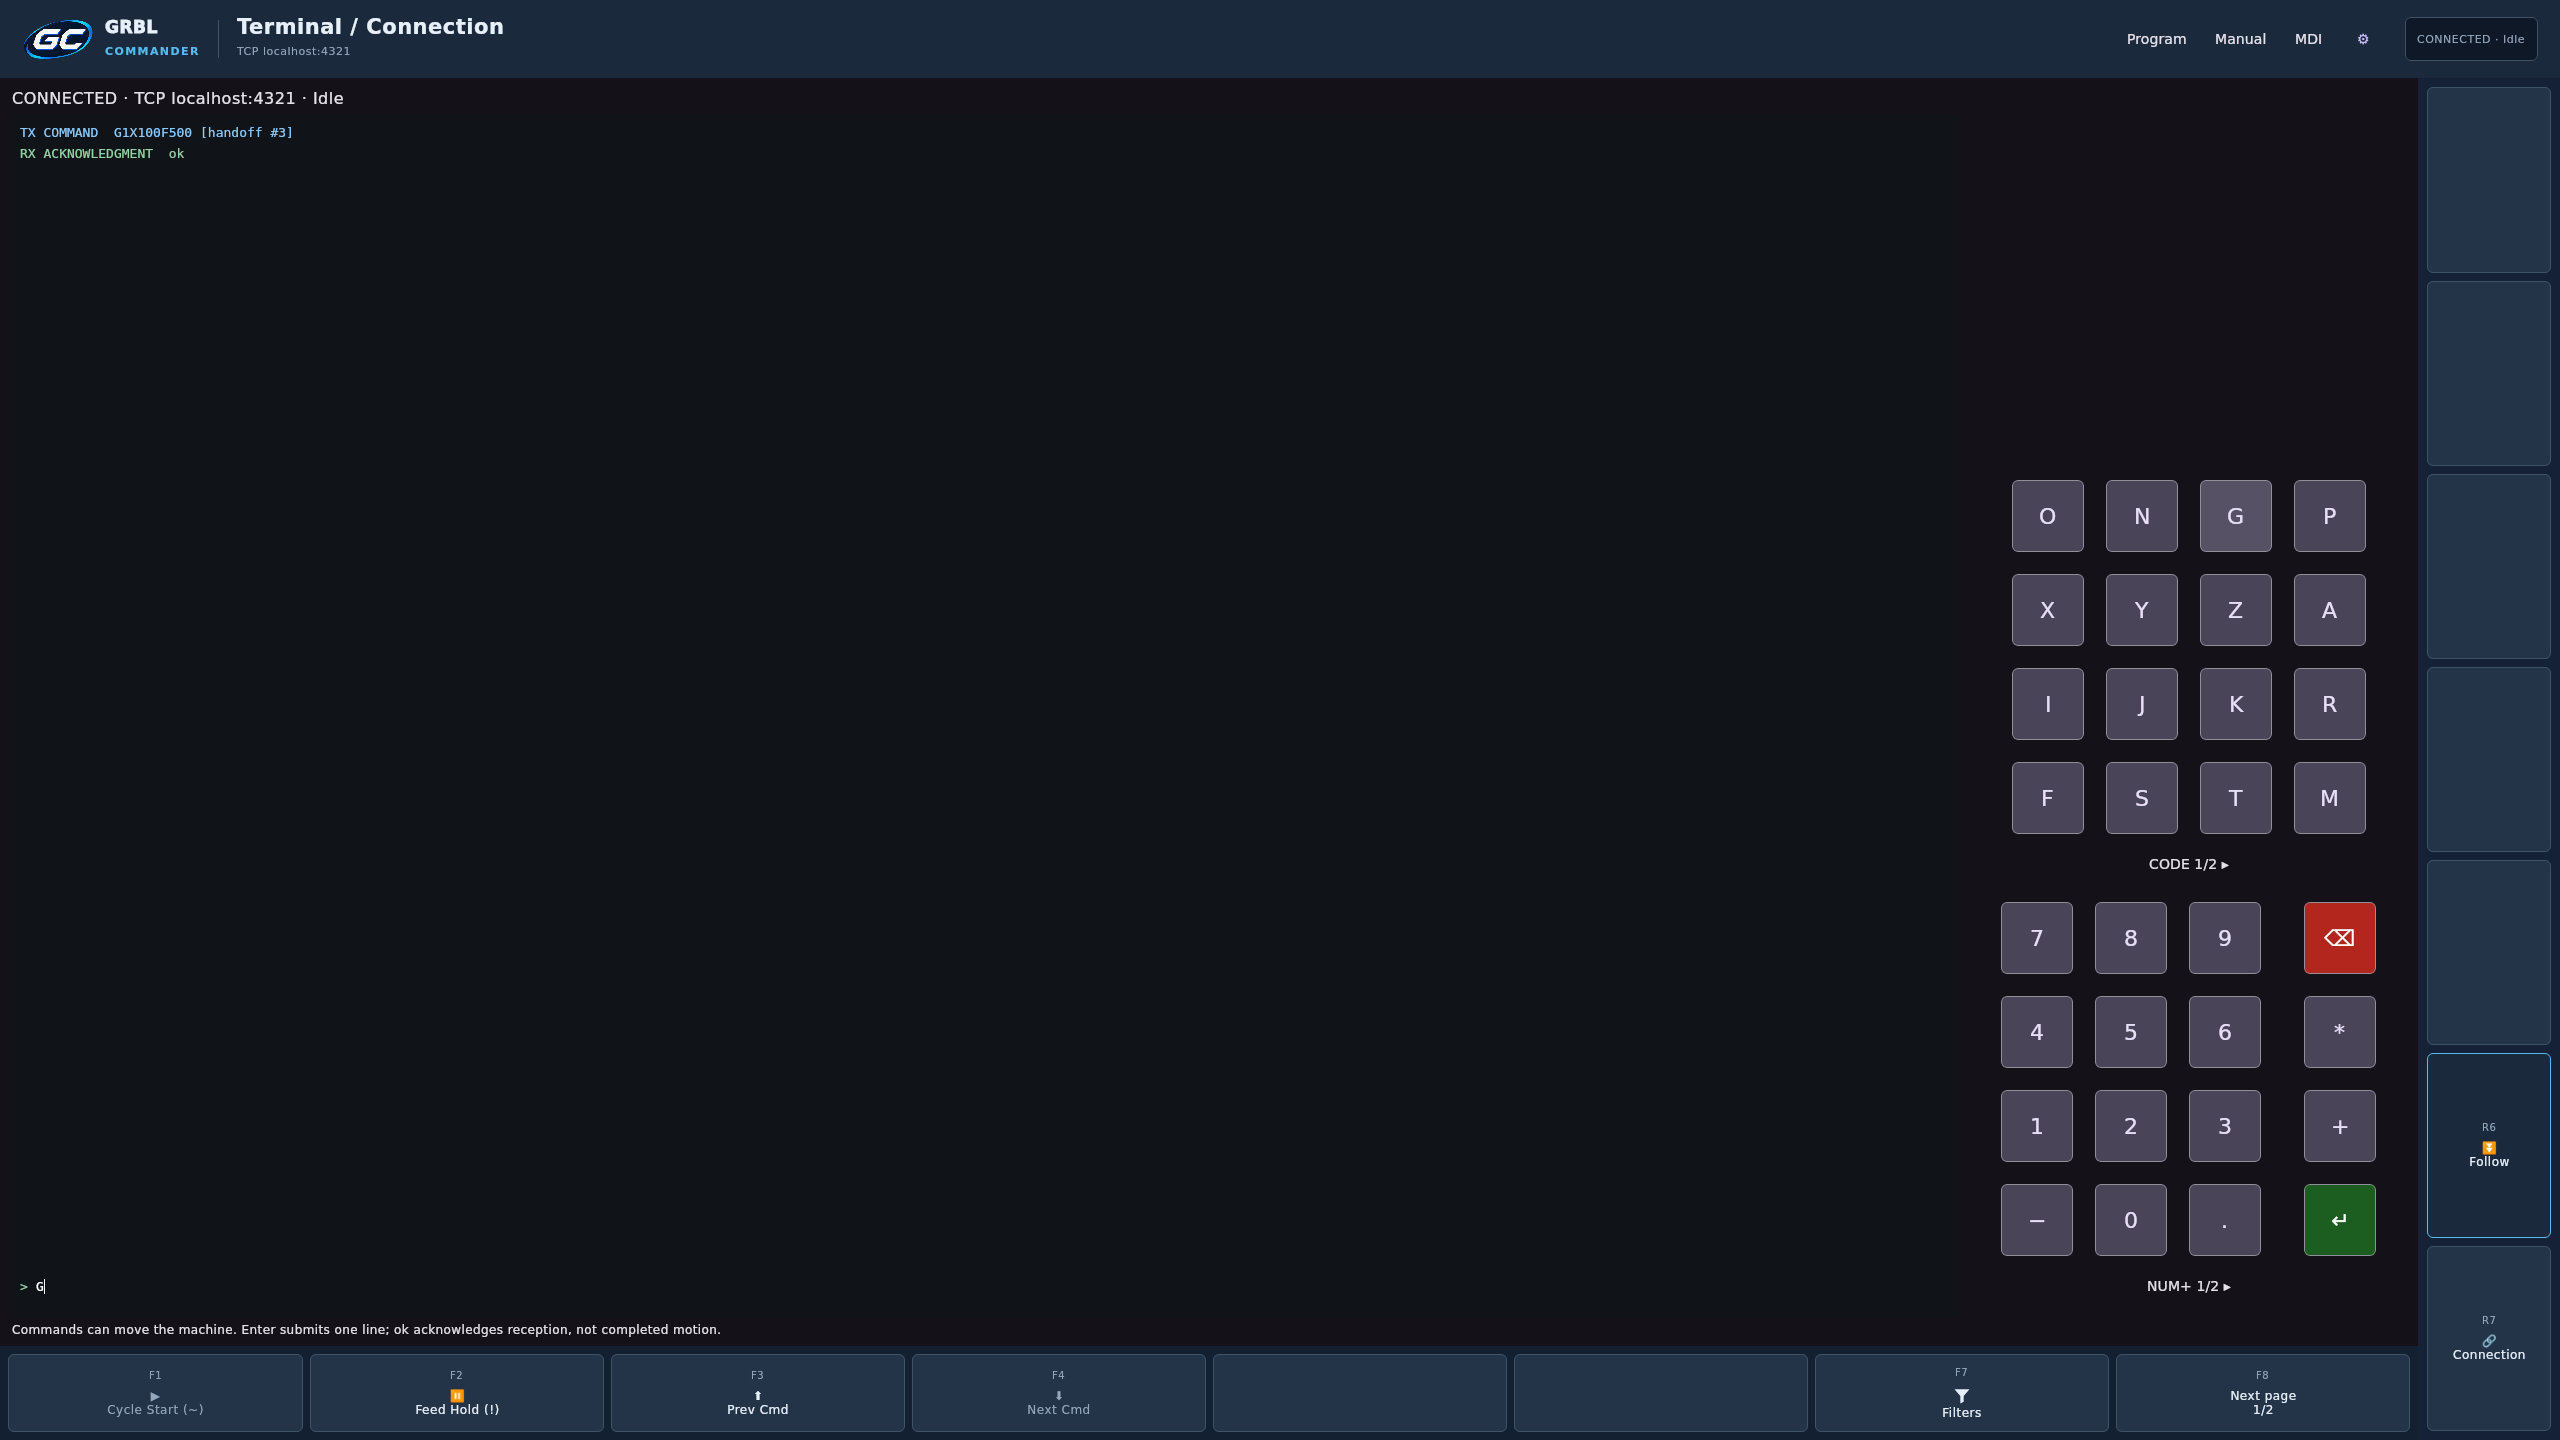 GC GRBL COMMANDER
Terminal / Connection
TCP localhost:4321
Program Manual MDI ⚙ CONNECTED · Idle
CONNECTED · TCP localhost:4321 · Idle
TX COMMAND  G1X100F500 [handoff #3]
RX ACKNOWLEDGMENT  ok
O N G P
X Y Z A
I J K R
F S T M
CODE 1/2 ▸
7 8 9 ⌫
4 5 6 *
1 2 3 +
− 0 . ↵
NUM+ 1/2 ▸
> G
Commands can move the machine. Enter submits one line; ok acknowledges reception, not completed motion.
R6
⏬
Follow
R7
🔗
Connection
F1
▶
Cycle Start (~)
F2
⏸
Feed Hold (!)
F3
⬆
Prev Cmd
F4
⬇
Next Cmd
F7
Filters
F8
Next page
1/2